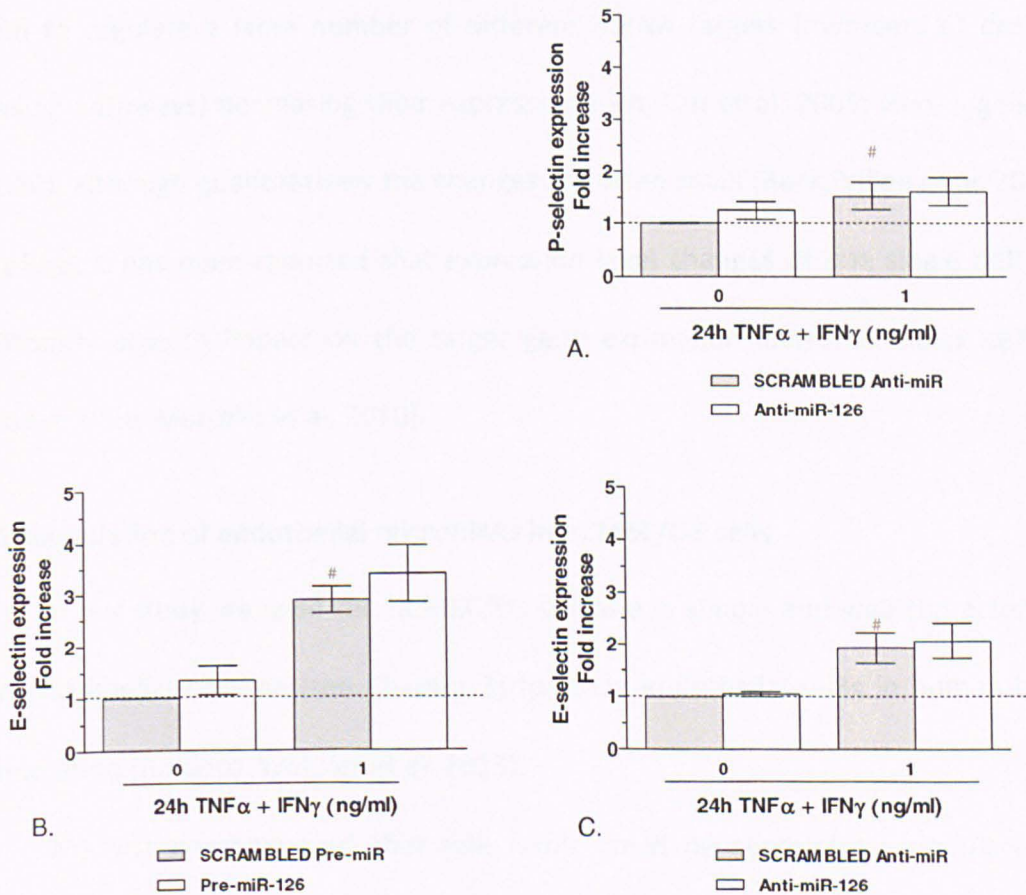 P-selectin expression
Fold increase
5
4
3
2
1
0
#
0 1
24h TNFα + IFNγ (ng/ml)
A.
SCRAMBLED Anti-miR
Anti-miR-126
E-selectin expression
Fold increase
5
4
3
2
1
0
#
0 1
24h TNFα + IFNγ (ng/ml)
B.
SCRAMBLED Pre-miR
Pre-miR-126
E-selectin expression
Fold increase
5
4
3
2
1
0
#
0 1
24h TNFα + IFNγ (ng/ml)
C.
SCRAMBLED Anti-miR
Anti-miR-126